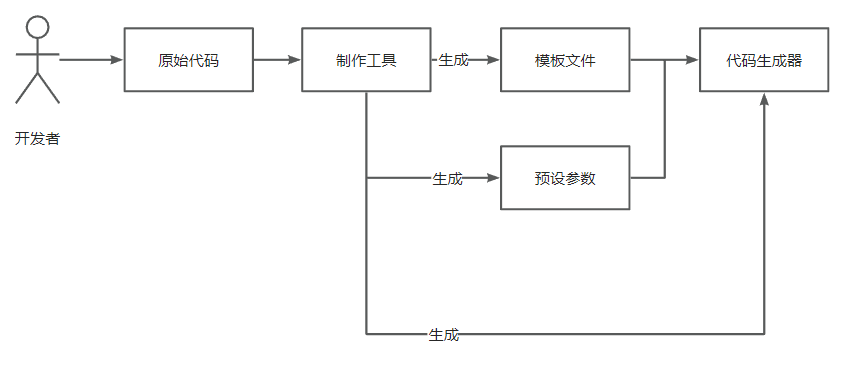 原始代码
制作工具
生成
模板文件
代码生成器
开发者
生成
预设参数
生成